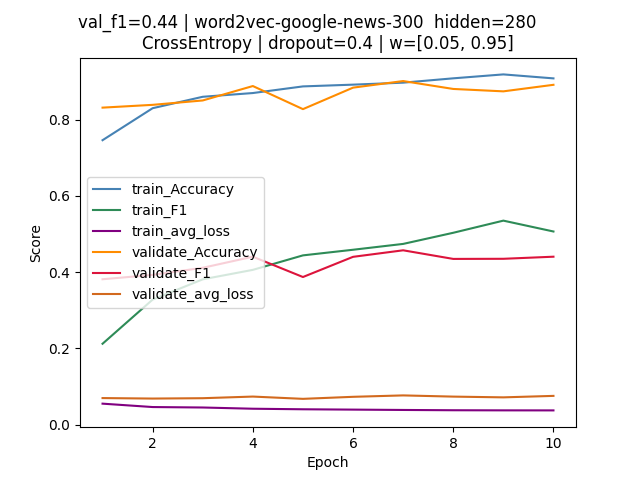 val_f1=0.44 | word2vec-google-news-300  hidden=280
CrossEntropy | dropout=0.4 | w=[0.05, 0.95]
Score
0.8
0.6
0.4
0.2
0.0
train_Accuracy
train_F1
train_avg_loss
validate_Accuracy
validate_F1
validate_avg_loss
2 4 6 8 10
Epoch